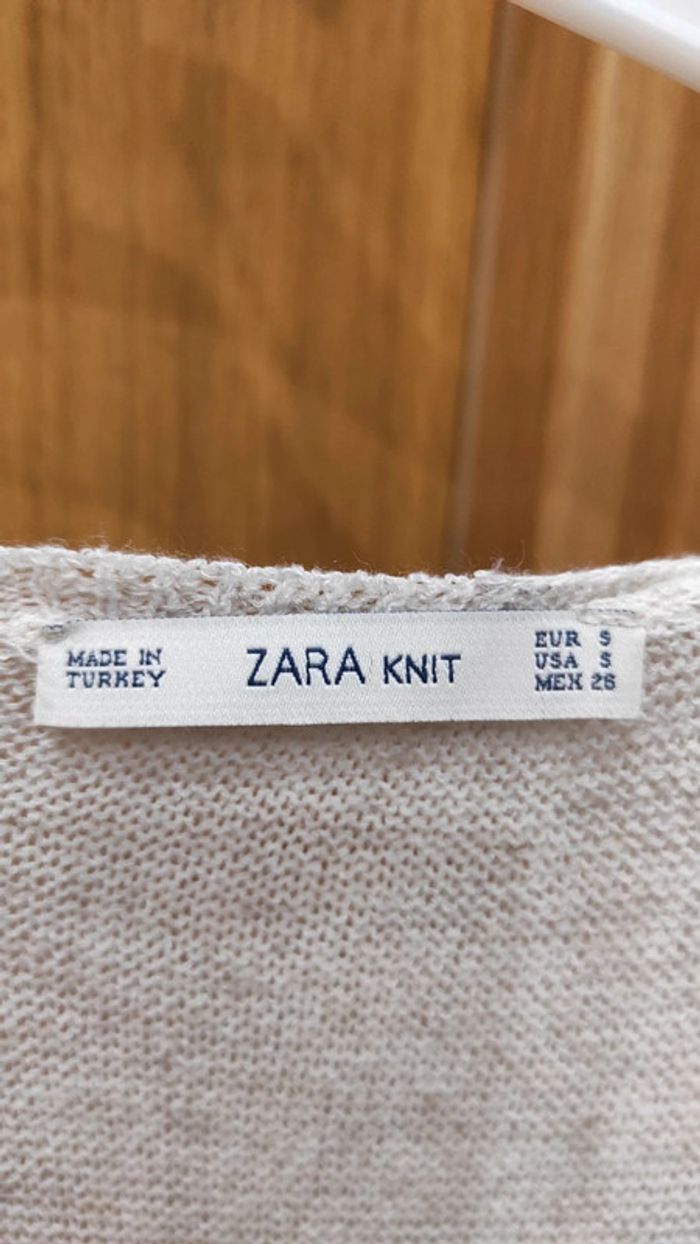 MADE IN
TURKEY
ZARA KNIT
EUR S
USA S
MEX 26